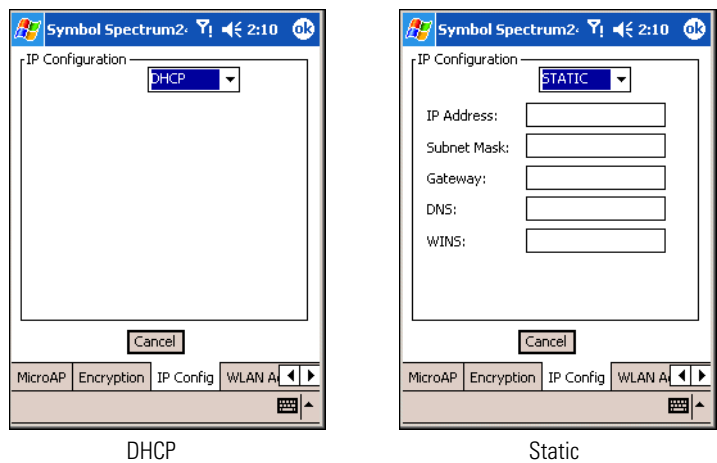 Symbol Spectrum2 2:10 ok
IP Configuration
DHCP
Cancel
MicroAP Encryption IP Config WLAN A
DHCP
Symbol Spectrum2 2:10 ok
IP Configuration
STATIC
IP Address:
Subnet Mask:
Gateway:
DNS:
WINS:
Cancel
MicroAP Encryption IP Config WLAN A
Static